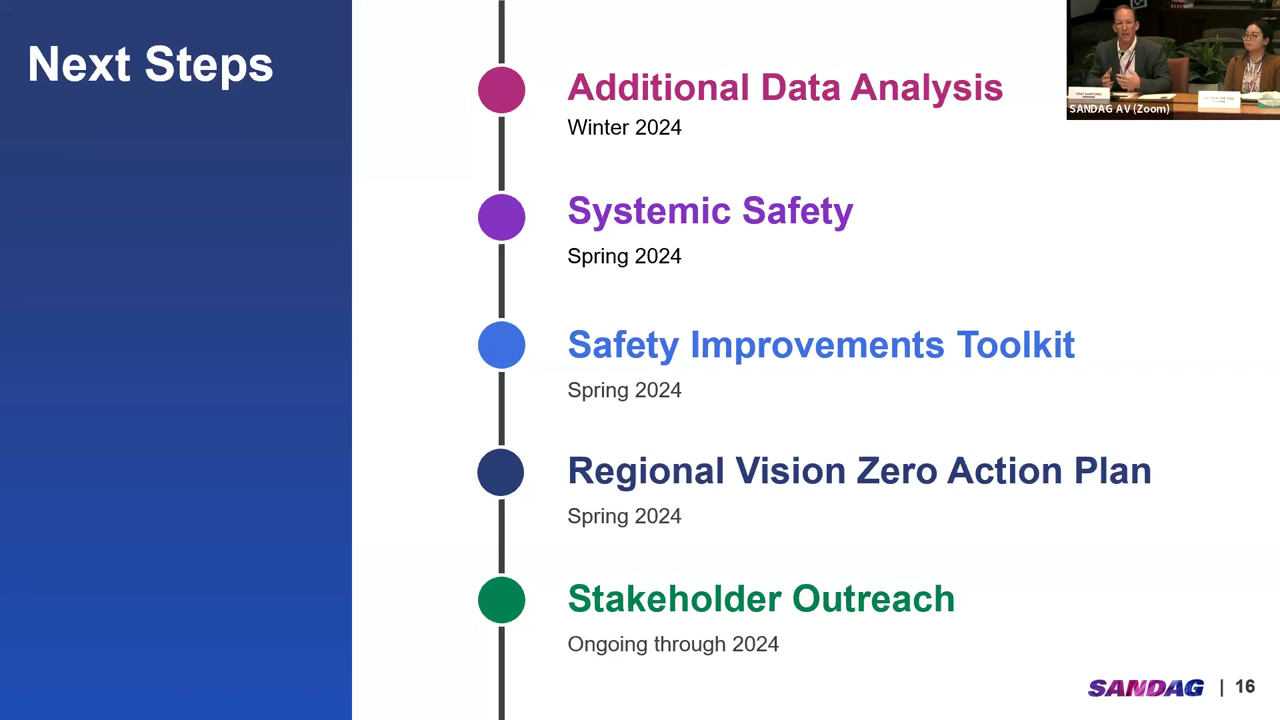 Next Steps
Additional Data Analysis
Winter 2024
Systemic Safety
Spring 2024
Safety Improvements Toolkit
Spring 2024
Regional Vision Zero Action Plan
Spring 2024
Stakeholder Outreach
Ongoing through 2024
SANDAG | 16
SANDAG AV (Zoom)